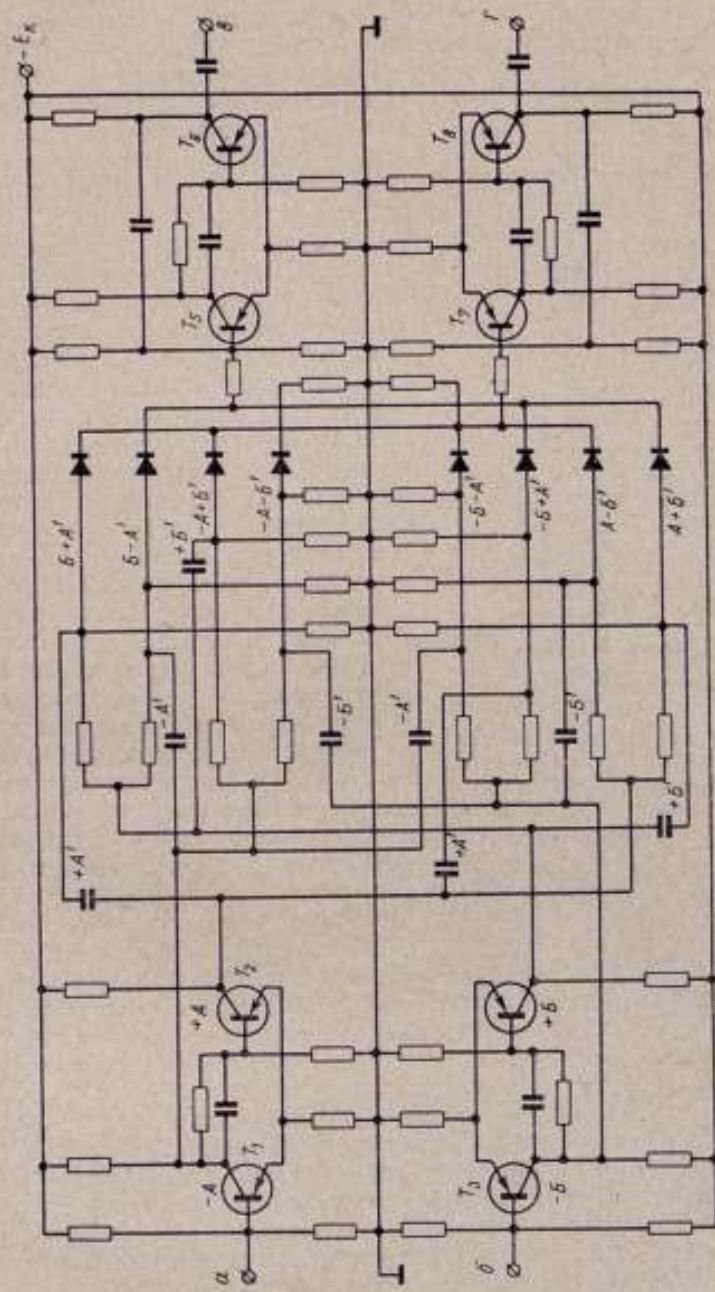 а
-А
T₁
+А
T₂
+А'
Б+А'
Б-А'
-А'
+Б'
-А+Б'
-А-Б'
-Б'
T₅
T₆
-Eк
в
б
T₃
-Б
+Б
+А'
-А'
+Б'
-Б-А'
-Б+А'
А-Б'
-Б'
А+Б'
T₇
T₈
г